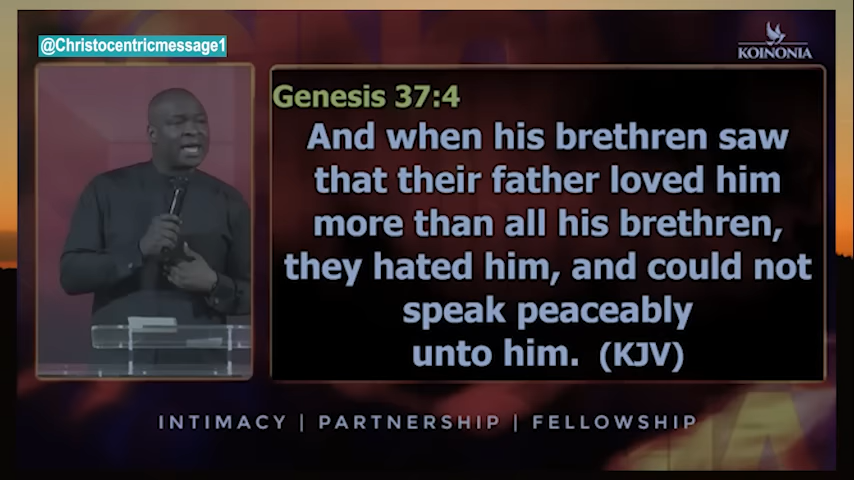 @Christocentricmessage1
KOINONIA
Genesis 37:4
And when his brethren saw
that their father loved him
more than all his brethren,
they hated him, and could not
speak peaceably
unto him. (KJV)
INTIMACY | PARTNERSHIP | FELLOWSHIP